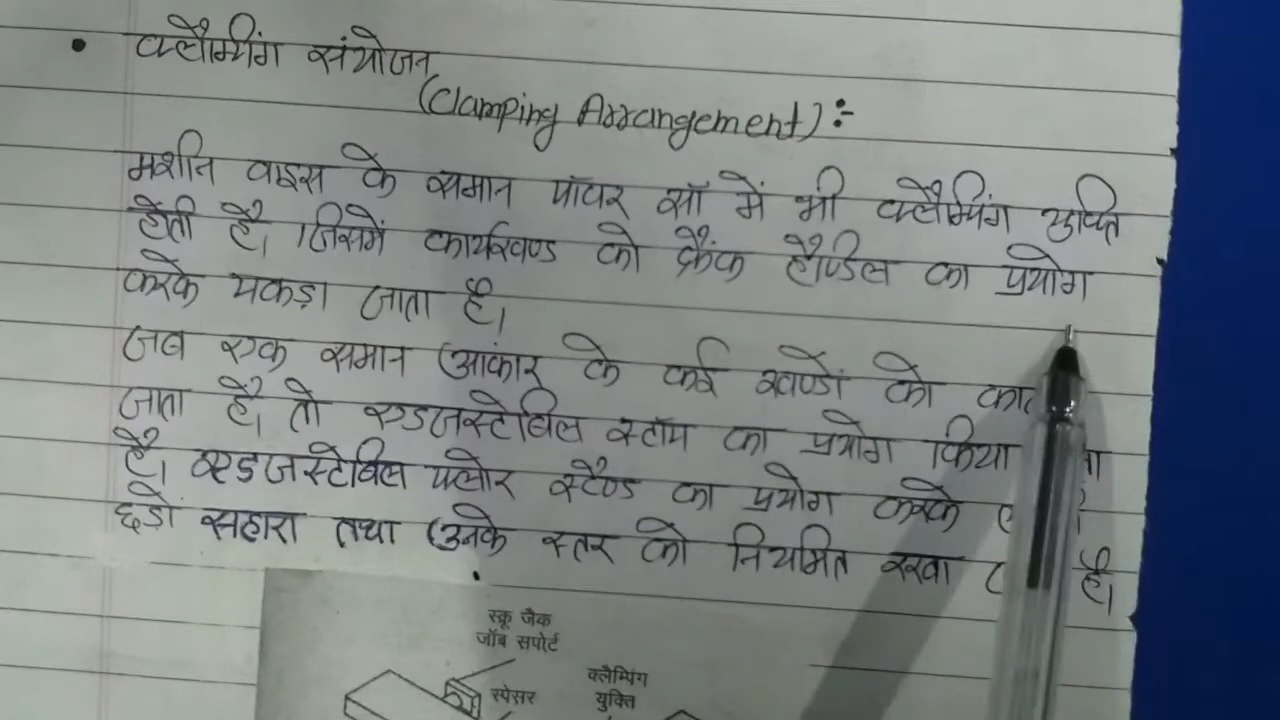 • क्लैम्पिंग संयोजन
(Clamping Arrangement) :-
मशीन वाइस के समान पॉवर सॉ में भी क्लैम्पिंग युक्ति
होती है। जिसमें कार्यखण्ड को क्रैंक हैण्डिल का प्रयोग
करके पकड़ा जाता है।
जब एक समान आकार के कई खण्डों को
जाता है। तो एडजस्टेबिल स्टॉप का प्रयोग किया
है। एडजस्टेबिल फ्लोर स्टैण्ड का प्रयोग करके
छड़ों सहारा तथा उनके स्तर को नियमित रखा है।
स्क्रू जैक
जॉब सपोर्ट
क्लैम्पिंग
स्पेसर युक्ति